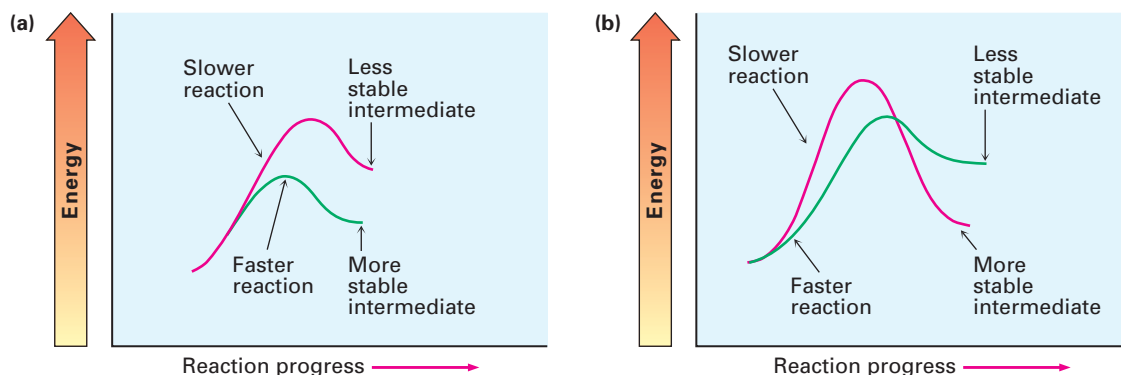 (a)
Energy
Slower
reaction
Less
stable
intermediate
Faster
reaction
More
stable
intermediate
Reaction progress
(b)
Energy
Slower
reaction
Less
stable
intermediate
Faster
reaction
More
stable
intermediate
Reaction progress